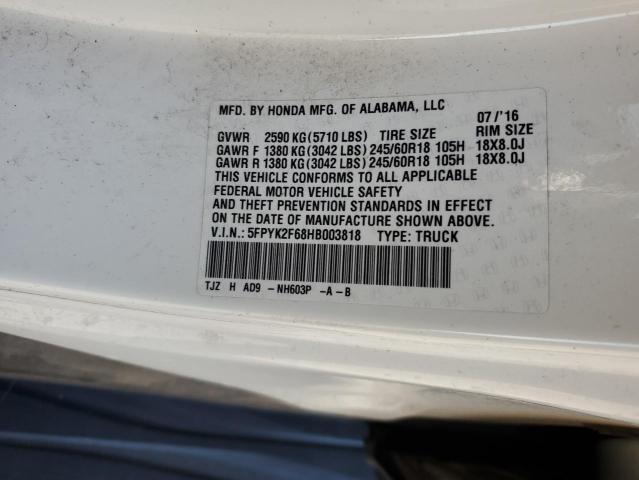 MFD. BY HONDA MFG. OF ALABAMA, LLC 07/'16
GVWR 2590 KG(5710 LBS) TIRE SIZE RIM SIZE
GAWR F 1380 KG(3042 LBS) 245/60R18 105H 18X8.0J
GAWR R 1380 KG(3042 LBS) 245/60R18 105H 18X8.0J
THIS VEHICLE CONFORMS TO ALL APPLICABLE
FEDERAL MOTOR VEHICLE SAFETY
AND THEFT PREVENTION STANDARDS IN EFFECT
ON THE DATE OF MANUFACTURE SHOWN ABOVE.
V.I.N.: 5FPYK2F68HB003818 TYPE: TRUCK
TJZ H AD9 -NH603P -A-B